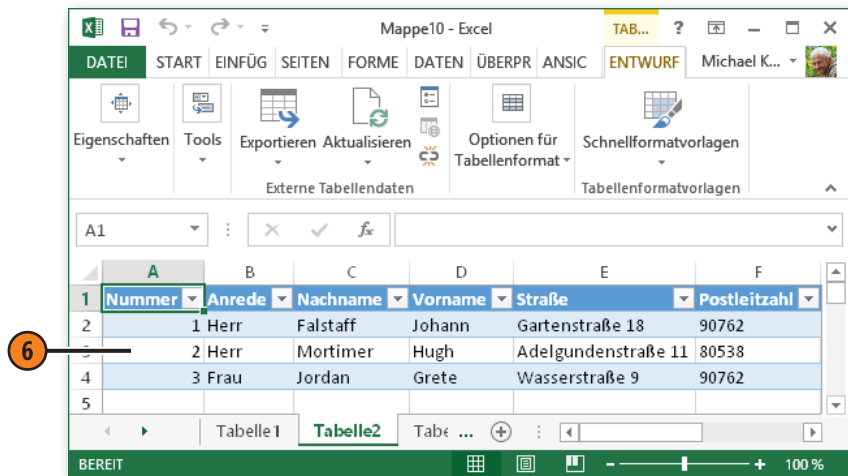 Mappe10 - Excel TAB... ?
DATEI START EINFÜG SEITEN FORME DATEN ÜBERPR ANSIC ENTWURF Michael K...
Eigenschaften Tools Exportieren Aktualisieren Optionen für Tabellenformat Schnellformatvorlagen
Externe Tabellendaten Tabellenformatvorlagen
A1 fx
A B C D E F
1 Nummer Anrede Nachname Vorname Straße Postleitzahl
2 1 Herr Falstaff Johann Gartenstraße 18 90762
6 2 Herr Mortimer Hugh Adelgundenstraße 11 80538
4 3 Frau Jordan Grete Wasserstraße 9 90762
5
Tabelle1 Tabelle2 Tabe ...
BEREIT 100 %